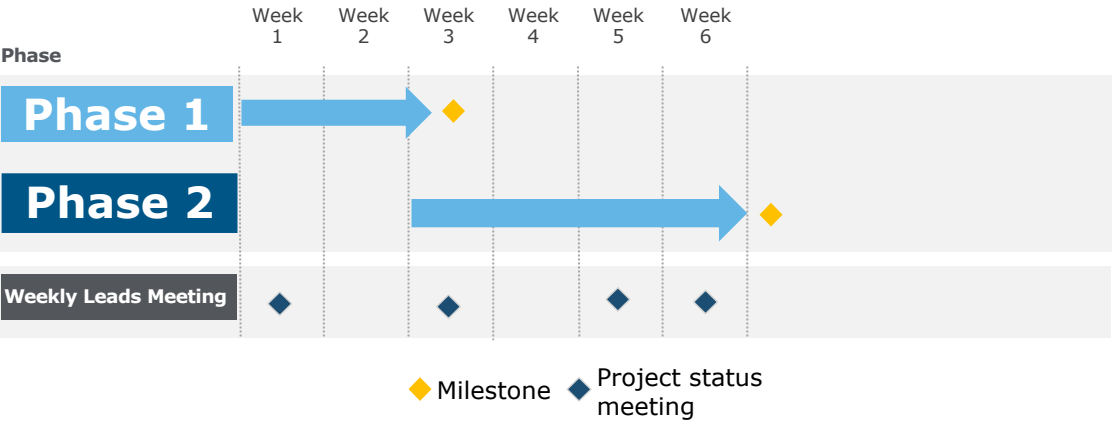 Week Week Week Week Week Week
1 2 3 4 5 6
Phase
Phase 1
Phase 2
Weekly Leads Meeting
Milestone
Project status
meeting